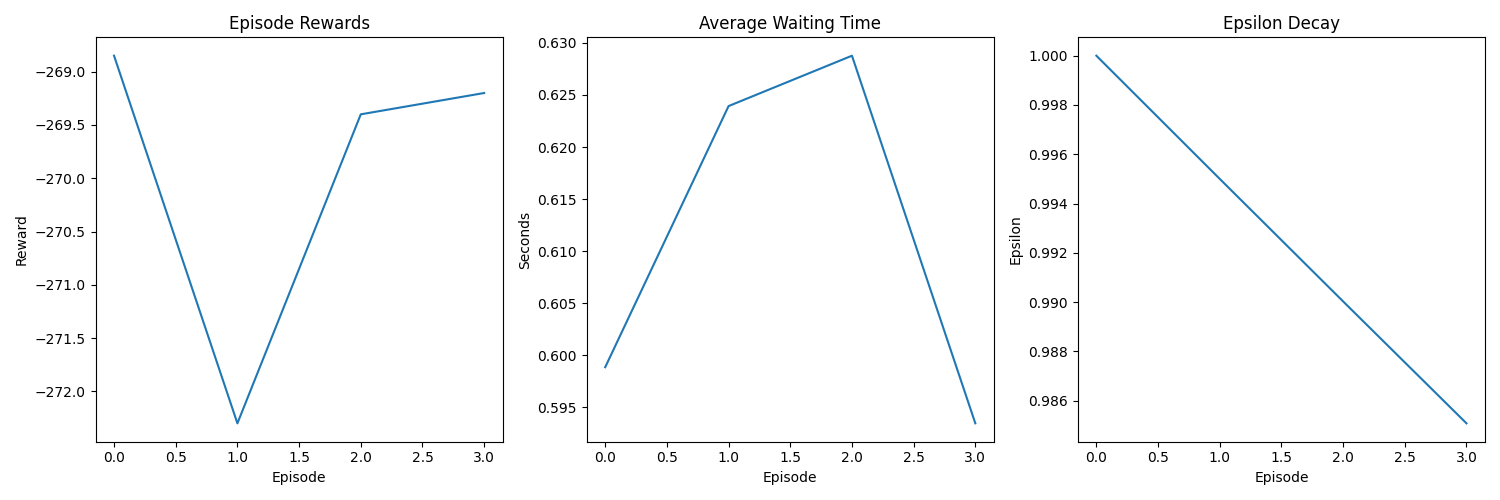 Episode Rewards
Reward
−269.0
−269.5
−270.0
−270.5
−271.0
−271.5
−272.0
0.0 0.5 1.0 1.5 2.0 2.5 3.0
Episode
Average Waiting Time
Seconds
0.630
0.625
0.620
0.615
0.610
0.605
0.600
0.595
0.0 0.5 1.0 1.5 2.0 2.5 3.0
Episode
Epsilon Decay
Epsilon
1.000
0.998
0.996
0.994
0.992
0.990
0.988
0.986
0.0 0.5 1.0 1.5 2.0 2.5 3.0
Episode